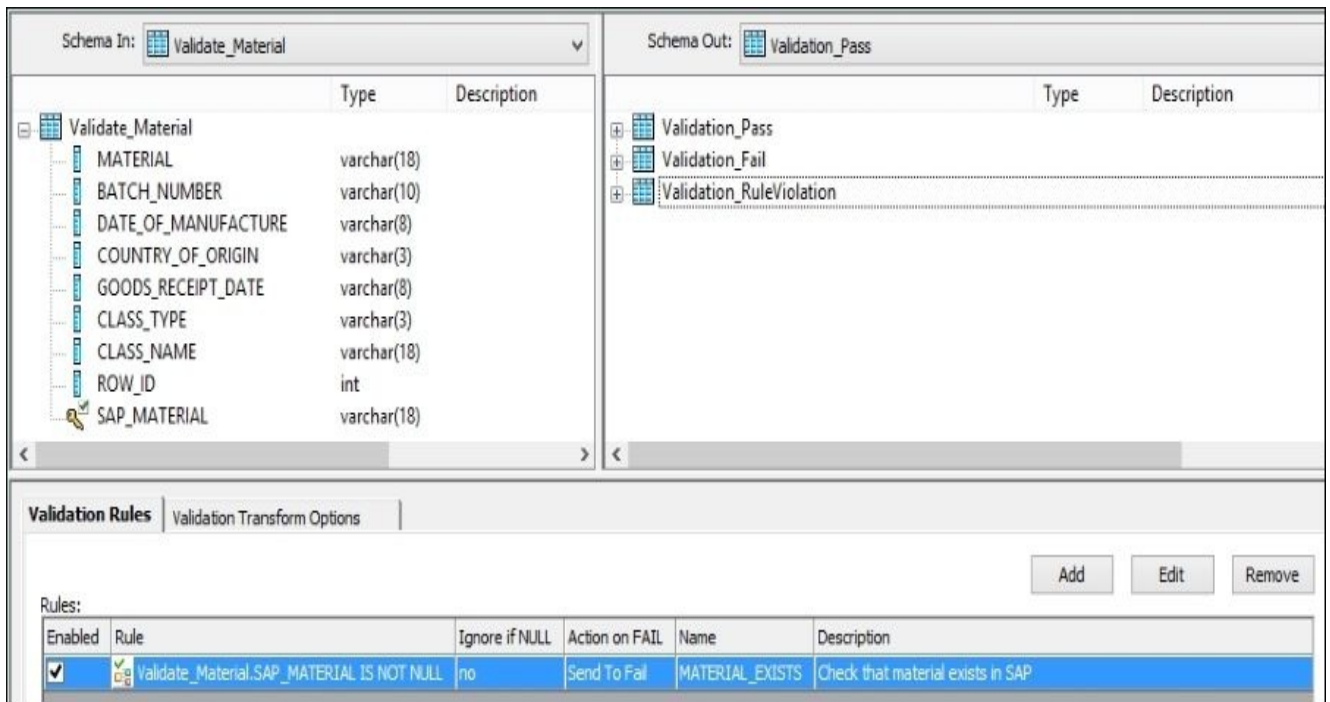 Schema In: Validate_Material
Schema Out: Validation_Pass
Type Description
Type Description
Validate_Material
MATERIAL varchar(18)
BATCH_NUMBER varchar(10)
DATE_OF_MANUFACTURE varchar(8)
COUNTRY_OF_ORIGIN varchar(3)
GOODS_RECEIPT_DATE varchar(8)
CLASS_TYPE varchar(3)
CLASS_NAME varchar(18)
ROW_ID int
SAP_MATERIAL varchar(18)
Validation_Pass
Validation_Fail
Validation_RuleViolation
Validation Rules Validation Transform Options
Add Edit Remove
Rules:
Enabled Rule Ignore if NULL Action on FAIL Name Description
Validate_Material.SAP_MATERIAL IS NOT NULL no Send To Fail MATERIAL_EXISTS Check that material exists in SAP